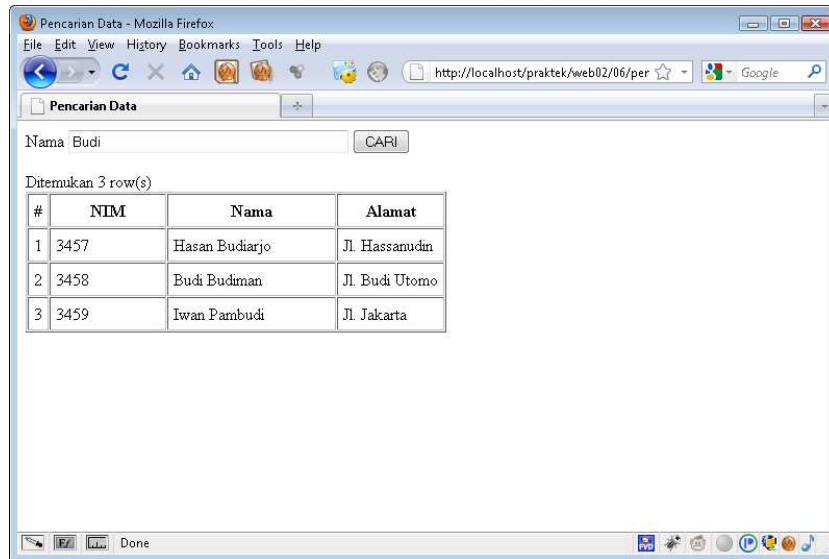 Pencarian Data - Mozilla Firefox
File Edit View History Bookmarks Tools Help
http://localhost/praktek/web02/06/per Google
Pencarian Data
Nama Budi CARI
Ditemukan 3 row(s)
# NIM Nama Alamat
1 3457 Hasan Budiarjo Jl. Hassanudin
2 3458 Budi Budiman Jl. Budi Utomo
3 3459 Iwan Pambudi Jl. Jakarta
Done